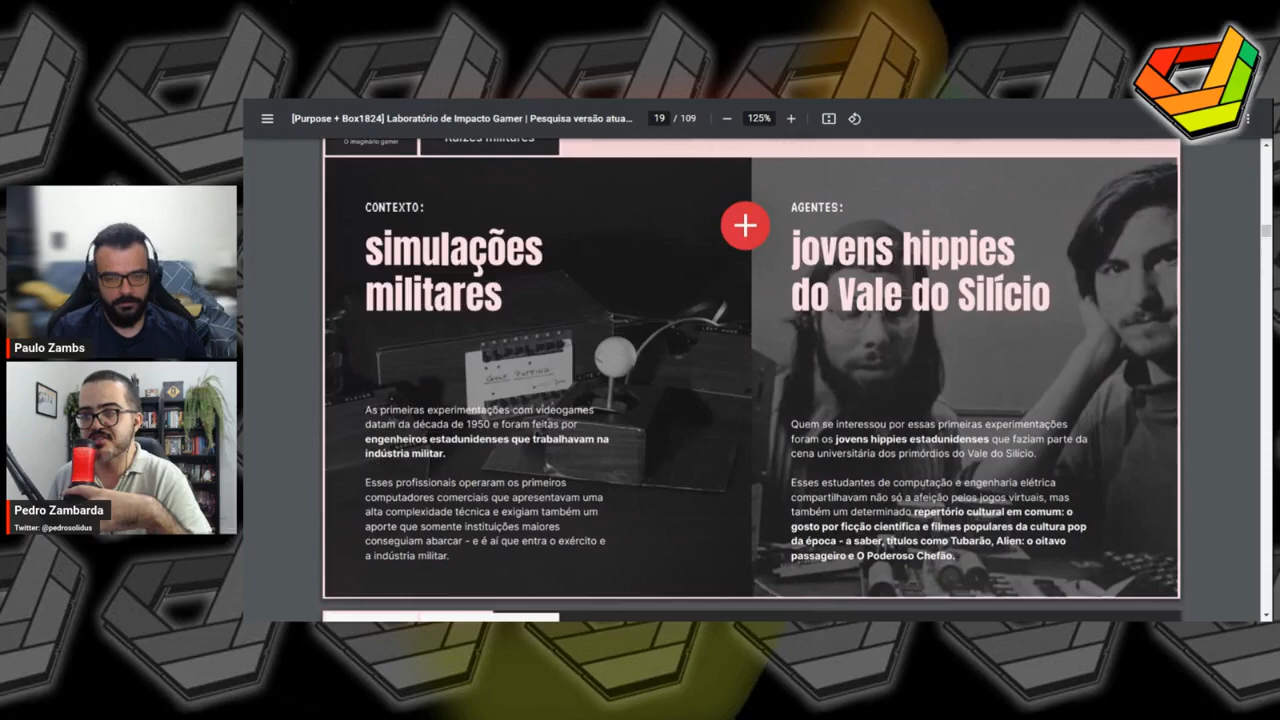 [Purpose + Box1824] Laboratório de Impacto Gamer | Pesquisa versão atua...
19 / 109
125%
O imaginário gamer
Raízes militares
CONTEXTO:
simulações
militares
As primeiras experimentações com videogames
datam da década de 1950 e foram feitas por
engenheiros estadunidenses que trabalhavam na
indústria militar.
Esses profissionais operaram os primeiros
computadores comerciais que apresentavam uma
alta complexidade técnica e exigiam também um
aporte que somente instituições maiores
conseguiam abarcar - e é aí que entra o exército e
a indústria militar.
AGENTES:
jovens hippies
do Vale do Silício
Quem se interessou por essas primeiras experimentações
foram os jovens hippies estadunidenses que faziam parte da
cena universitária dos primórdios do Vale do Silício.
Esses estudantes de computação e engenharia elétrica
compartilhavam não só a afeição pelos jogos virtuais, mas
também um determinado repertório cultural em comum: o
gosto por ficção científica e filmes populares da cultura pop
da época - a saber, títulos como Tubarão, Alien: o oitavo
passageiro e O Poderoso Chefão.
Paulo Zambs
Pedro Zambarda
Twitter: @pedrosolidus